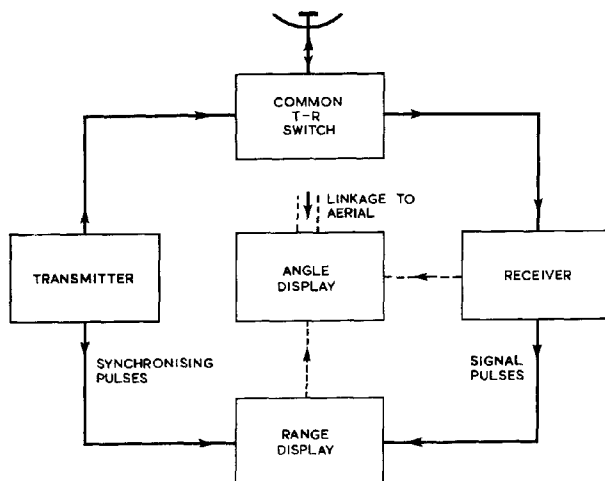 COMMON
T-R
SWITCH
LINKAGE TO
AERIAL
TRANSMITTER
ANGLE
DISPLAY
RECEIVER
SYNCHRONISING
PULSES
SIGNAL
PULSES
RANGE
DISPLAY